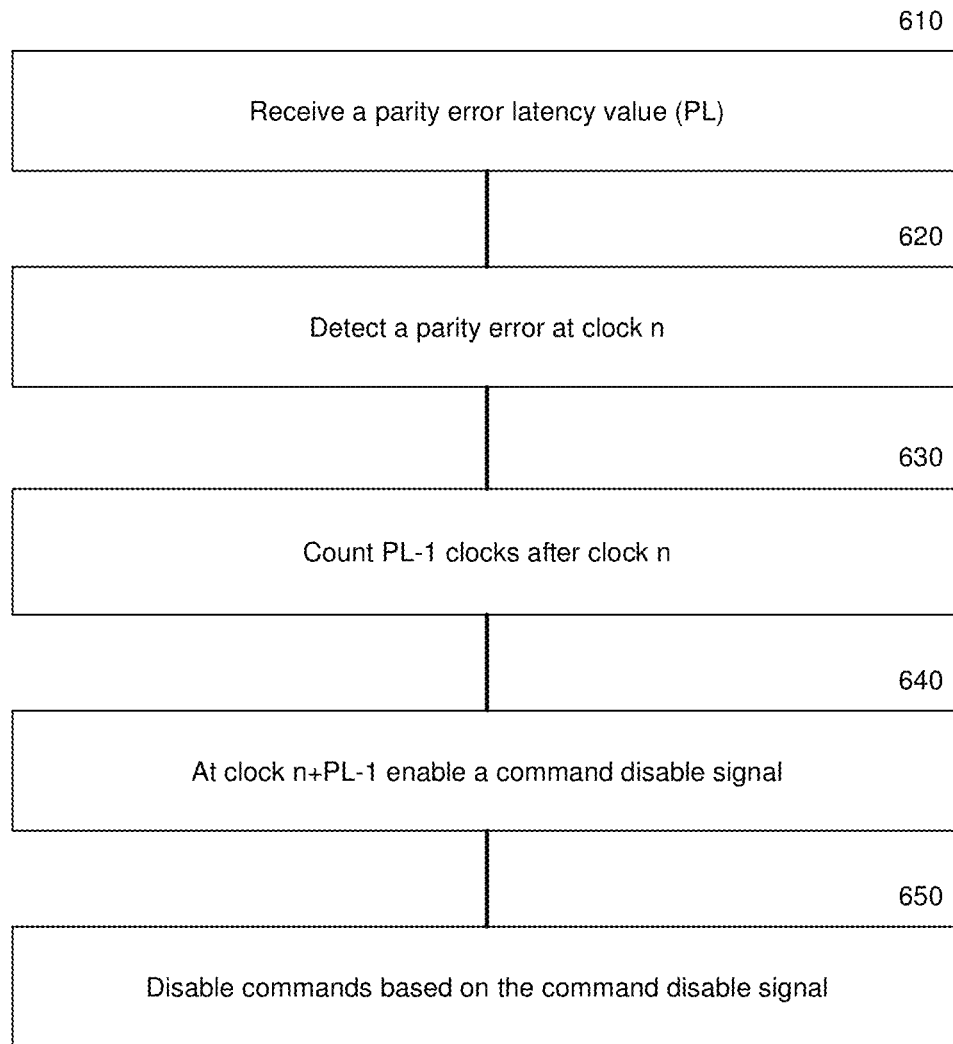 610
Receive a parity error latency value (PL)
620
Detect a parity error at clock n
630
Count PL-1 clocks after clock n
640
At clock n+PL-1 enable a command disable signal
650
Disable commands based on the command disable signal